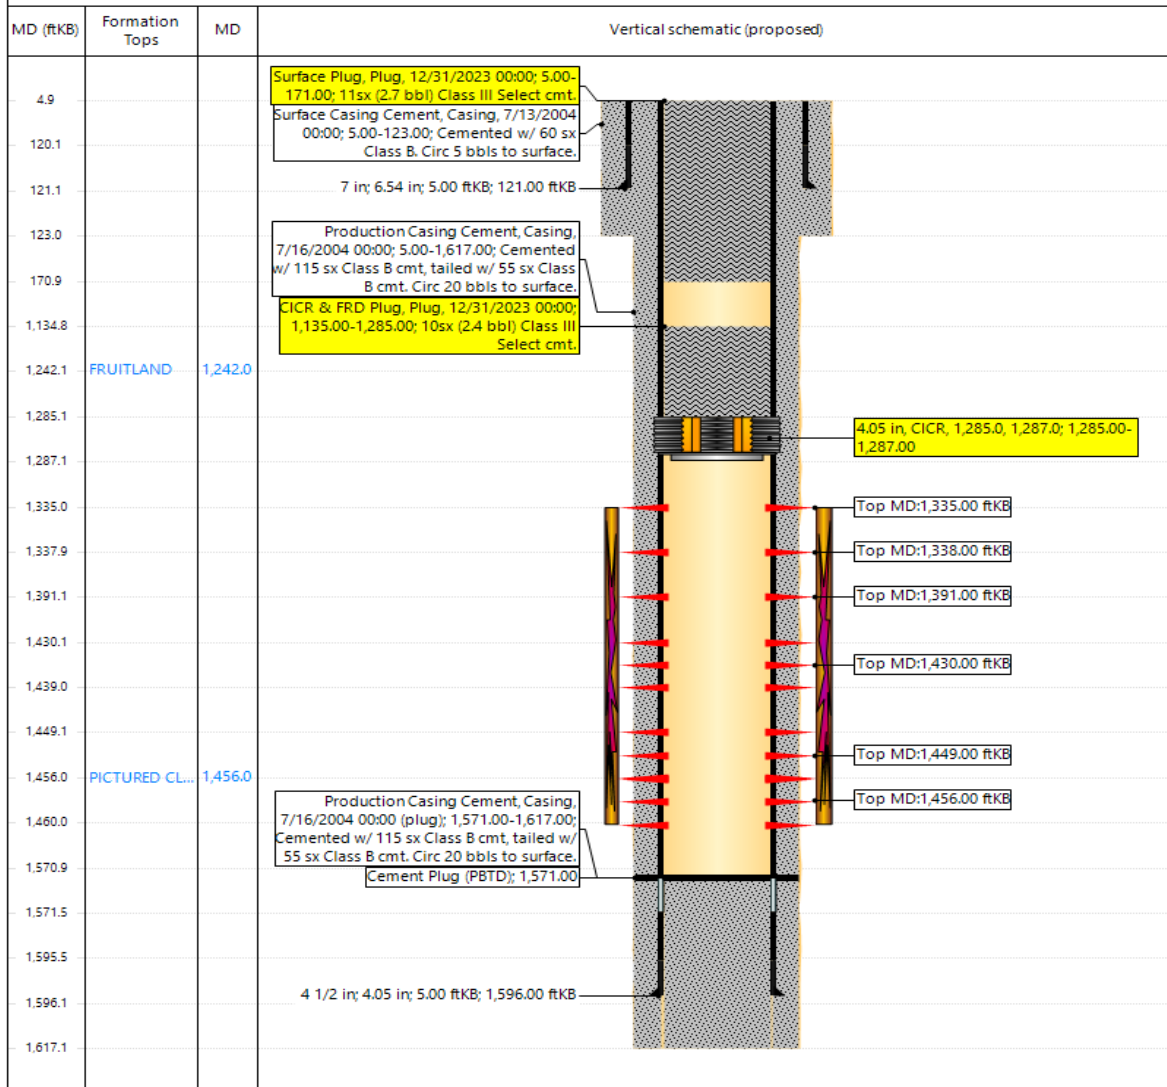 MD (ftKB)
Formation
Tops
MD
Vertical schematic (proposed)
Surface Plug, Plug, 12/31/2023 00:00; 5.00-
171.00; 11sx (2.7 bbl) Class III Select cmt.
4.9
Surface Casing Cement, Casing, 7/13/2004
00:00; 5.00-123.00; Cemented w/ 60 sx
Class B. Circ 5 bbls to surface.
120.1
7 in; 6.54 in; 5.00 ftKB; 121.00 ftKB
121.1
123.0
Production Casing Cement, Casing,
7/16/2004 00:00; 5.00-1,617.00; Cemented
w/ 115 sx Class B cmt, tailed w/ 55 sx Class
B cmt. Circ 20 bbls to surface.
170.9
CICR & FRD Plug, Plug, 12/31/2023 00:00;
1,135.00-1,285.00; 10sx (2.4 bbl) Class III
Select cmt.
1,134.8
1,242.1
FRUITLAND
1,242.0
1,285.1
4.05 in, CICR, 1,285.0, 1,287.0; 1,285.00-
1,287.00
1,287.1
1,335.0
Top MD:1,335.00 ftKB
1,337.9
Top MD:1,338.00 ftKB
1,391.1
Top MD:1,391.00 ftKB
1,430.1
Top MD:1,430.00 ftKB
1,439.0
1,449.1
Top MD:1,449.00 ftKB
1,456.0
PICTURED CL...
1,456.0
Top MD:1,456.00 ftKB
1,460.0
Production Casing Cement, Casing,
7/16/2004 00:00 (plug); 1,571.00-1,617.00;
Cemented w/ 115 sx Class B cmt, tailed w/
55 sx Class B cmt. Circ 20 bbls to surface.
1,570.9
Cement Plug (PBTD); 1,571.00
1,571.5
1,595.5
4 1/2 in; 4.05 in; 5.00 ftKB; 1,596.00 ftKB
1,596.1
1,617.1